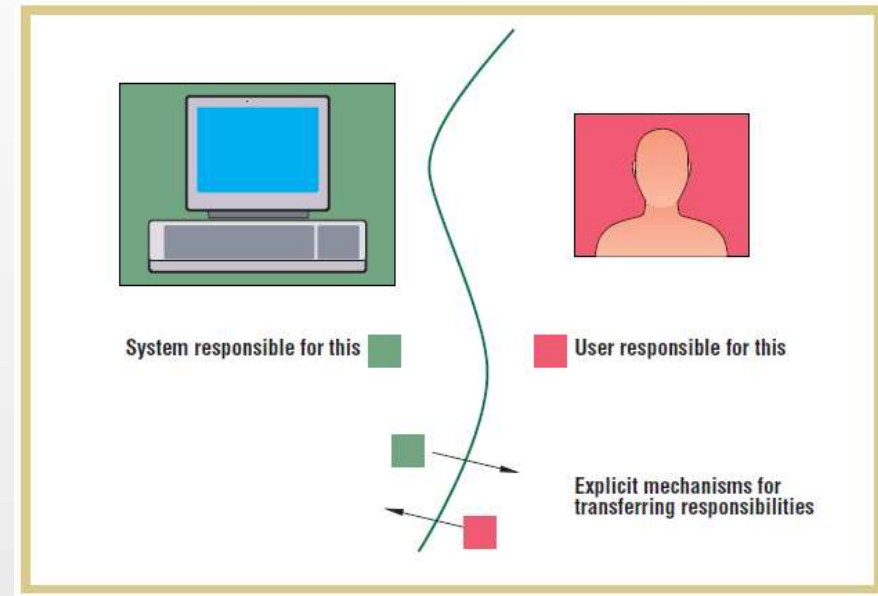 System responsible for this
User responsible for this
Explicit mechanisms for
transferring responsibilities